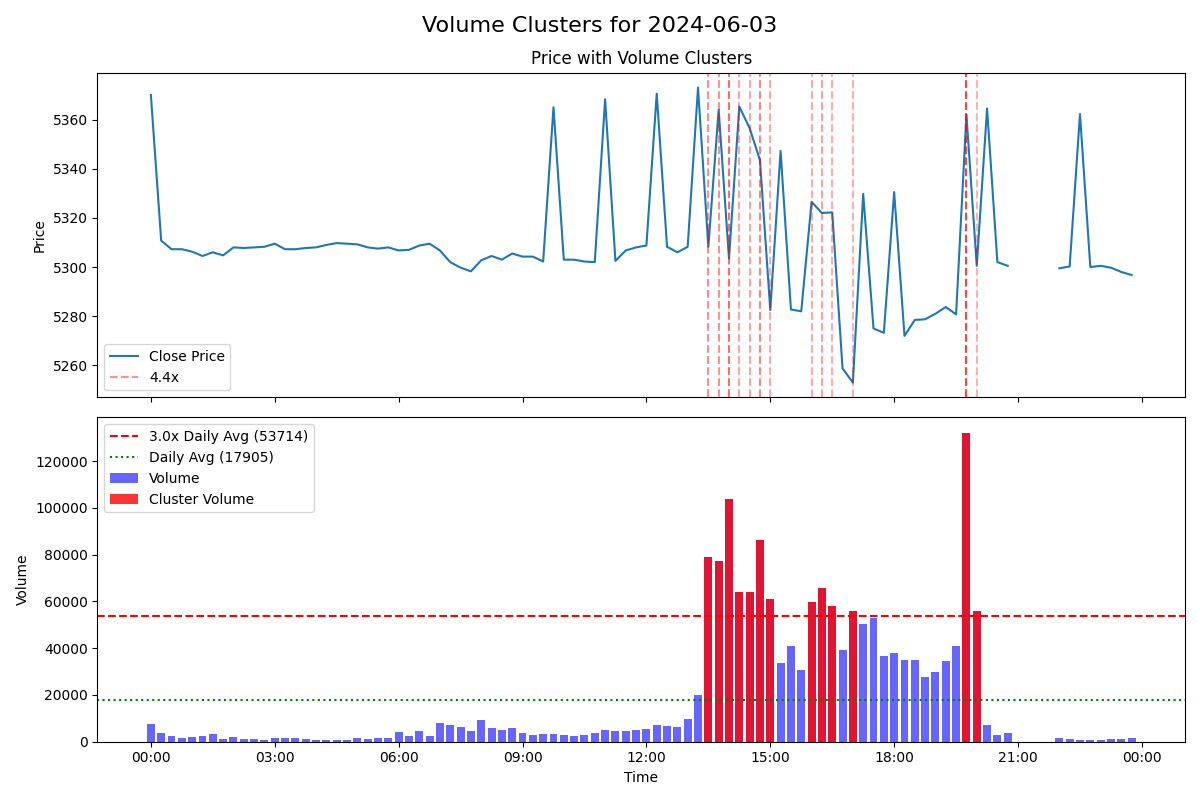 Volume Clusters for 2024-06-03
Price with Volume Clusters
Price
5360
5340
5320
5300
5280
5260
Close Price
4.4x
Volume
120000
100000
80000
60000
40000
20000
0
3.0x Daily Avg (53714)
Daily Avg (17905)
Volume
Cluster Volume
00:00 03:00 06:00 09:00 12:00 15:00 18:00 21:00 00:00
Time